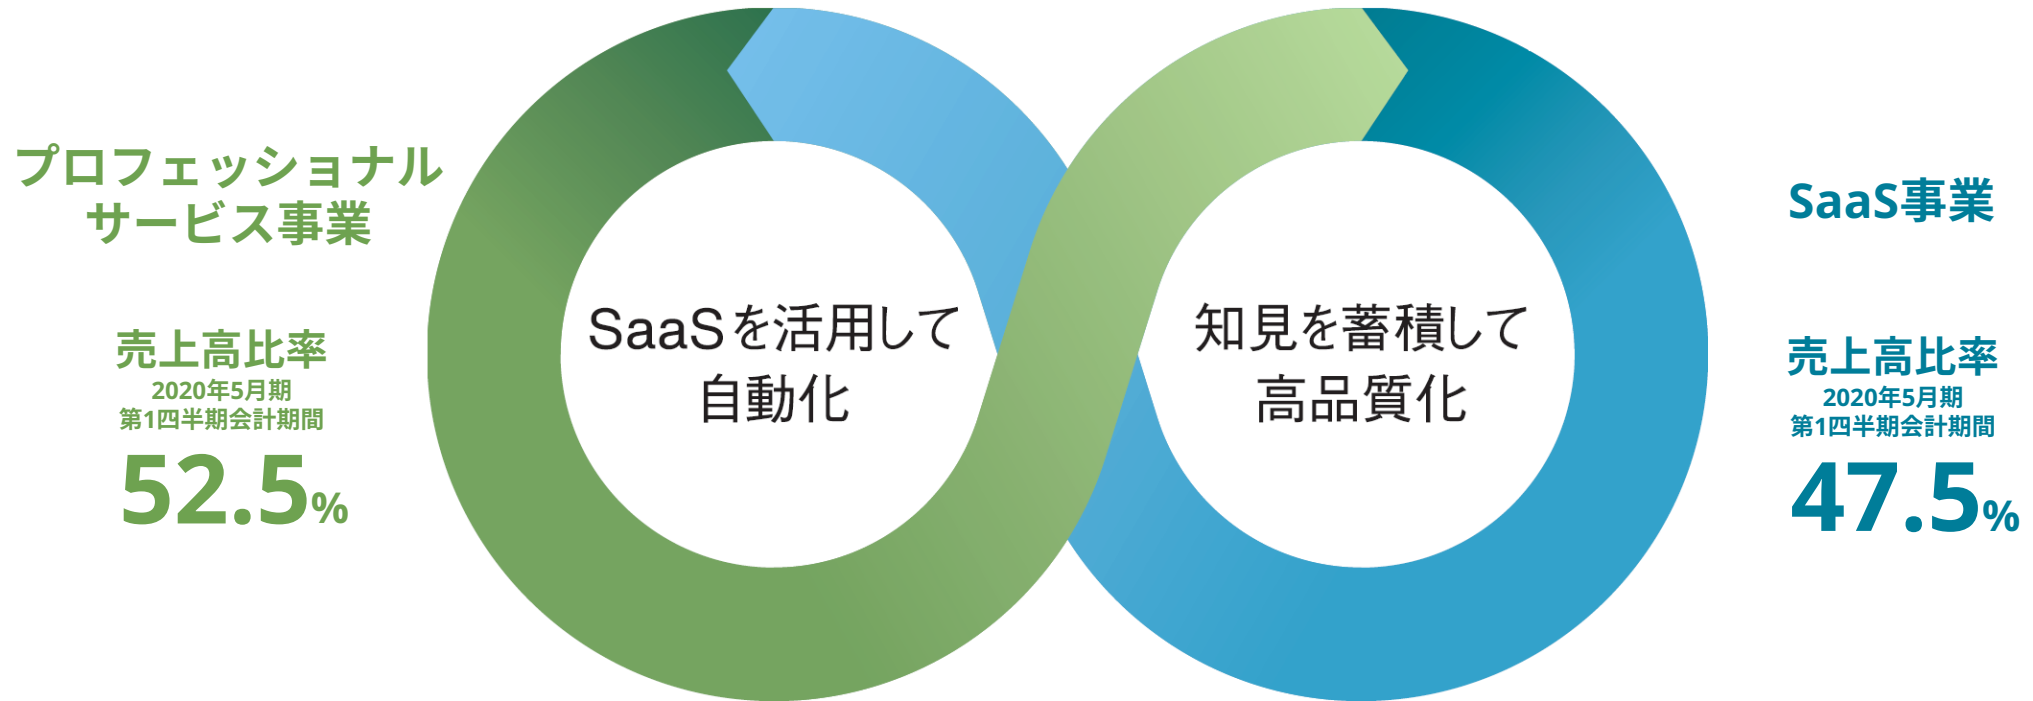 プロフェッショナル
サービス事業
売上高比率
2020年5月期
第1四半期会計期間
52.5%
SaaSを活用して
自動化
知見を蓄積して
高品質化
SaaS事業
売上高比率
2020年5月期
第1四半期会計期間
47.5%